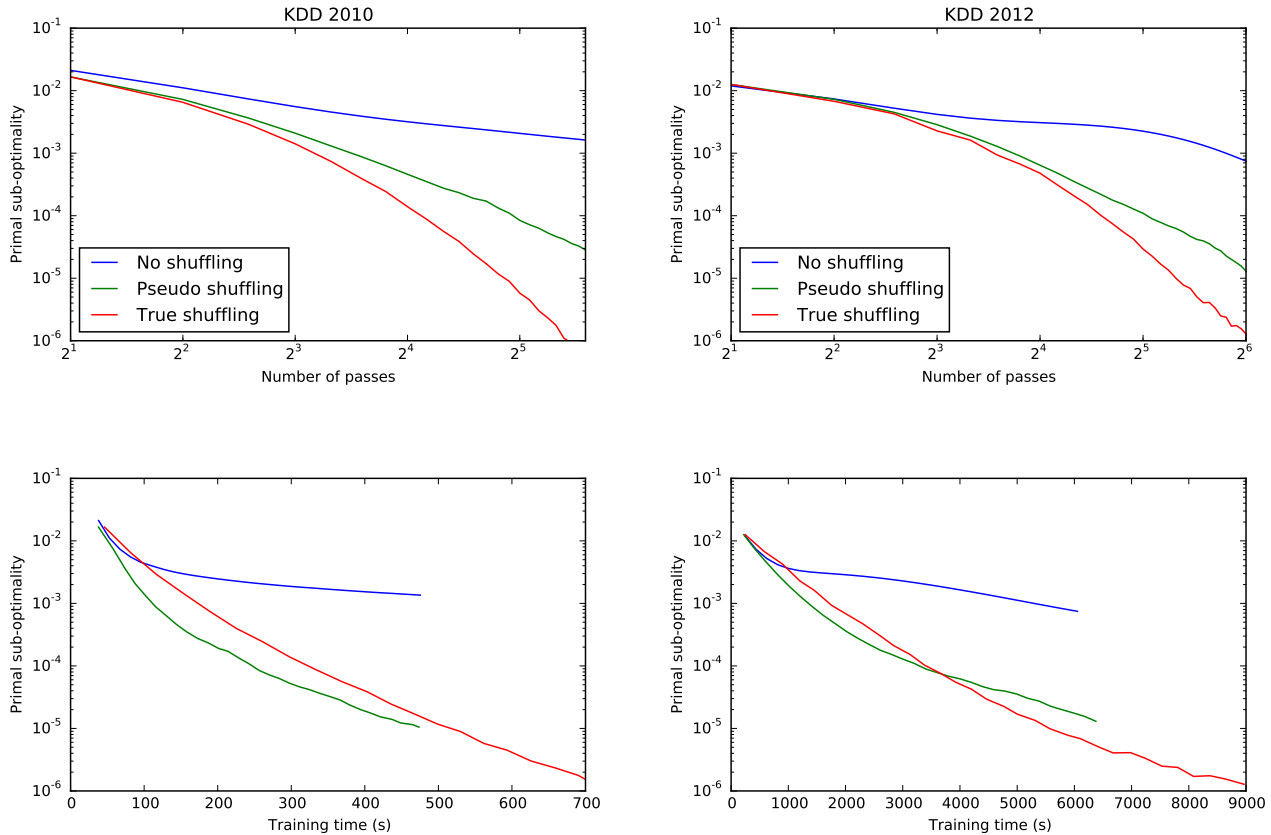 KDD 2010
10^-1
10^-2
10^-3
10^-4
10^-5
10^-6
Primal sub-optimality
No shuffling
Pseudo shuffling
True shuffling
2^1 2^2 2^3 2^4 2^5
Number of passes
KDD 2012
10^-1
10^-2
10^-3
10^-4
10^-5
10^-6
Primal sub-optimality
No shuffling
Pseudo shuffling
True shuffling
2^1 2^2 2^3 2^4 2^5 2^6
Number of passes
10^-1
10^-2
10^-3
10^-4
10^-5
10^-6
Primal sub-optimality
0 100 200 300 400 500 600 700
Training time (s)
10^-1
10^-2
10^-3
10^-4
10^-5
10^-6
Primal sub-optimality
0 1000 2000 3000 4000 5000 6000 7000 8000 9000
Training time (s)